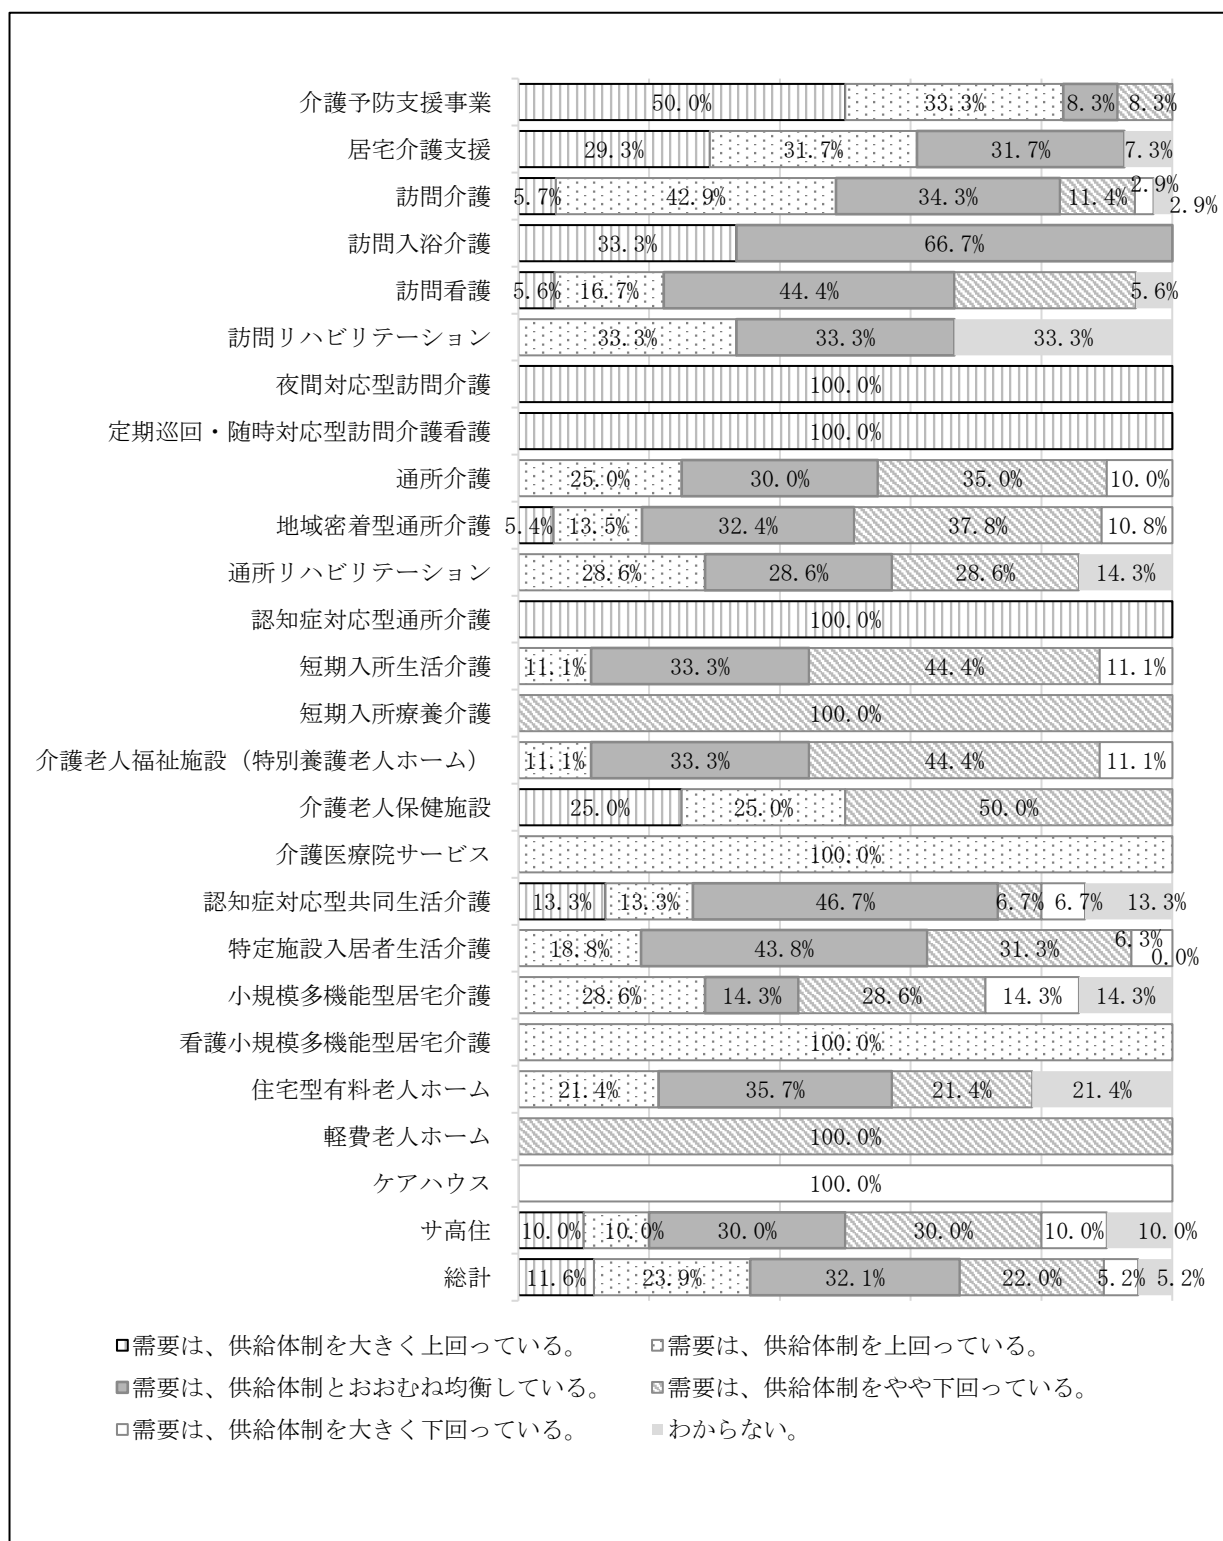 介護予防支援事業 50.0% 33.3% 8.3% 8.3%
居宅介護支援 29.3% 31.7% 31.7% 7.3%
訪問介護 5.7% 42.9% 34.3% 11.4% 2.9% 2.9%
訪問入浴介護 33.3% 66.7%
訪問看護 5.6% 16.7% 44.4% 5.6%
訪問リハビリテーション 33.3% 33.3% 33.3%
夜間対応型訪問介護 100.0%
定期巡回・随時対応型訪問介護看護 100.0%
通所介護 25.0% 30.0% 35.0% 10.0%
地域密着型通所介護 5.4% 13.5% 32.4% 37.8% 10.8%
通所リハビリテーション 28.6% 28.6% 28.6% 14.3%
認知症対応型通所介護 100.0%
短期入所生活介護 11.1% 33.3% 44.4% 11.1%
短期入所療養介護 100.0%
介護老人福祉施設（特別養護老人ホーム） 11.1% 33.3% 44.4% 11.1%
介護老人保健施設 25.0% 25.0% 50.0%
介護医療院サービス 100.0%
認知症対応型共同生活介護 13.3% 13.3% 46.7% 6.7% 6.7% 13.3%
特定施設入居者生活介護 18.8% 43.8% 31.3% 6.3% 0.0%
小規模多機能型居宅介護 28.6% 14.3% 28.6% 14.3% 14.3%
看護小規模多機能型居宅介護 100.0%
住宅型有料老人ホーム 21.4% 35.7% 21.4% 21.4%
軽費老人ホーム 100.0%
ケアハウス 100.0%
サ高住 10.0% 10.0% 30.0% 30.0% 10.0% 10.0%
総計 11.6% 23.9% 32.1% 22.0% 5.2% 5.2%
需要は、供給体制を大きく上回っている。 需要は、供給体制を上回っている。
需要は、供給体制とおおむね均衡している。 需要は、供給体制をやや下回っている。
需要は、供給体制を大きく下回っている。 わからない。